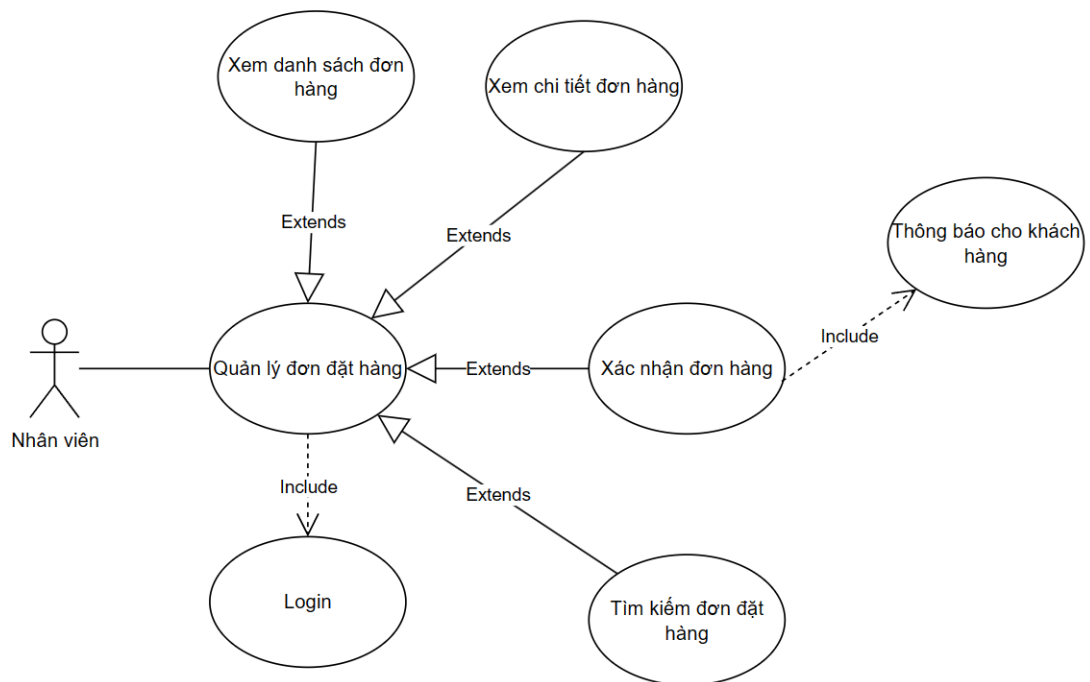 Xem danh sách đơn
hàng
Xem chi tiết đơn hàng
Extends
Extends
Thông báo cho khách
hàng
Include
Nhân viên
Quản lý đơn đặt hàng
Extends
Xác nhận đơn hàng
Include
Extends
Login
Tìm kiếm đơn đặt
hàng